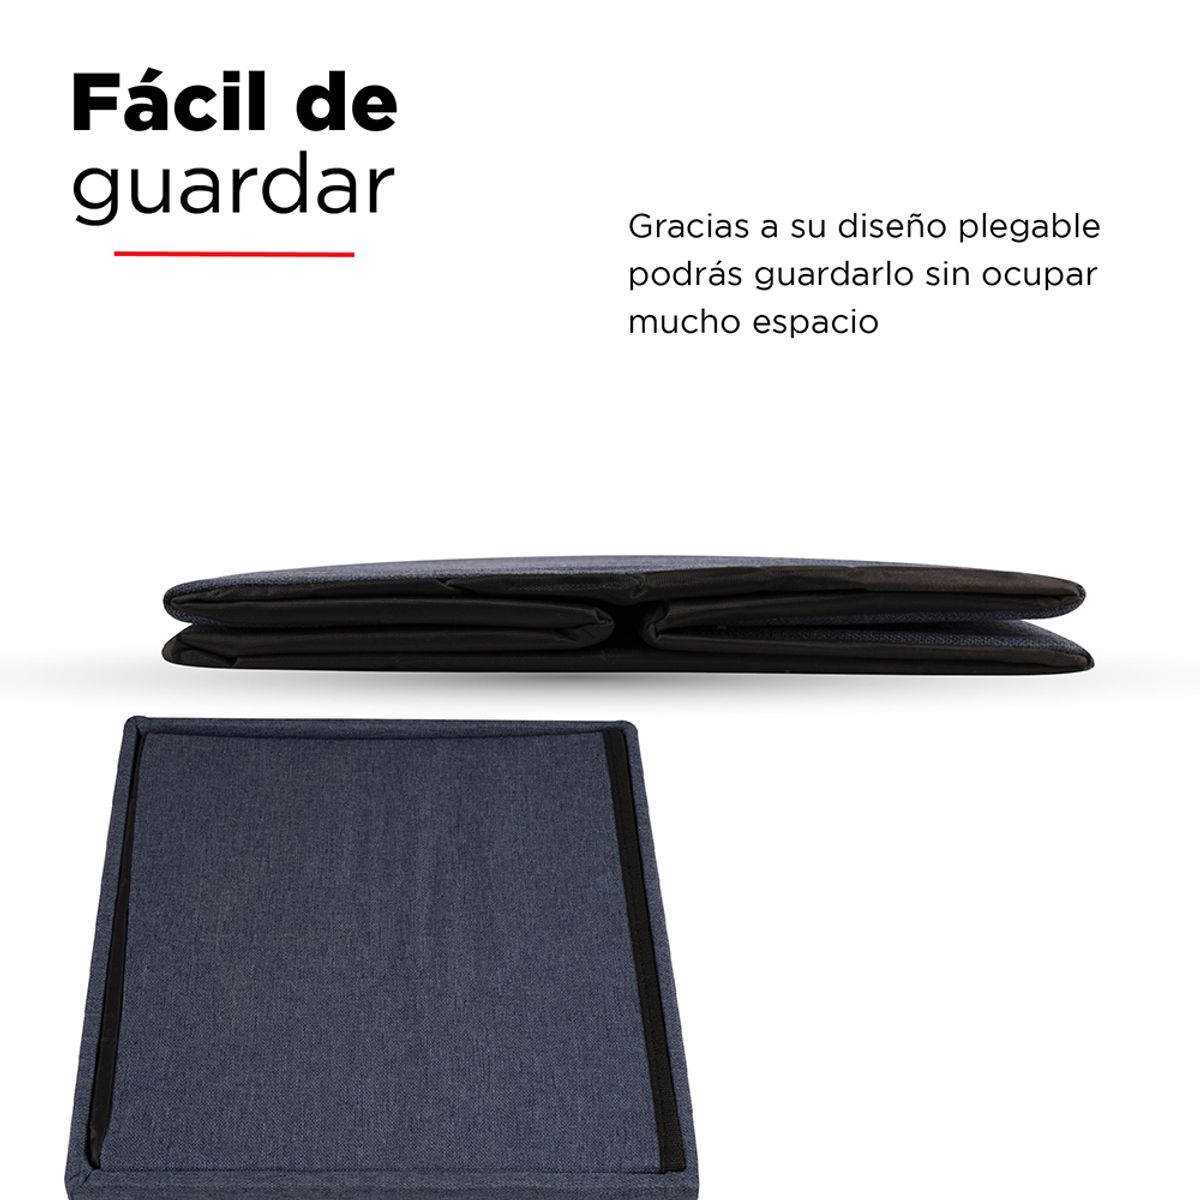 Fácil de
guardar
Gracias a su diseño plegable
podrás guardarlo sin ocupar
mucho espacio